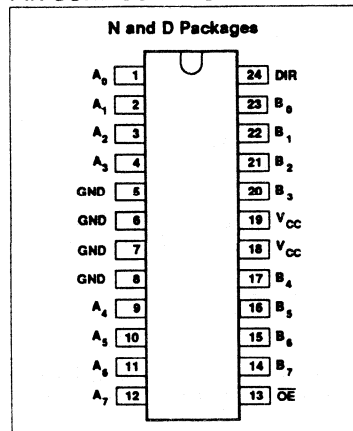 N and D Packages
A0 1 24 DIR
A1 2 23 B0
A2 3 22 B1
A3 4 21 B2
GND 5 20 B3
GND 6 19 VCC
GND 7 18 VCC
GND 8 17 B4
A4 9 16 B5
A5 10 15 B6
A6 11 14 B7
A7 12 13 O̅E̅